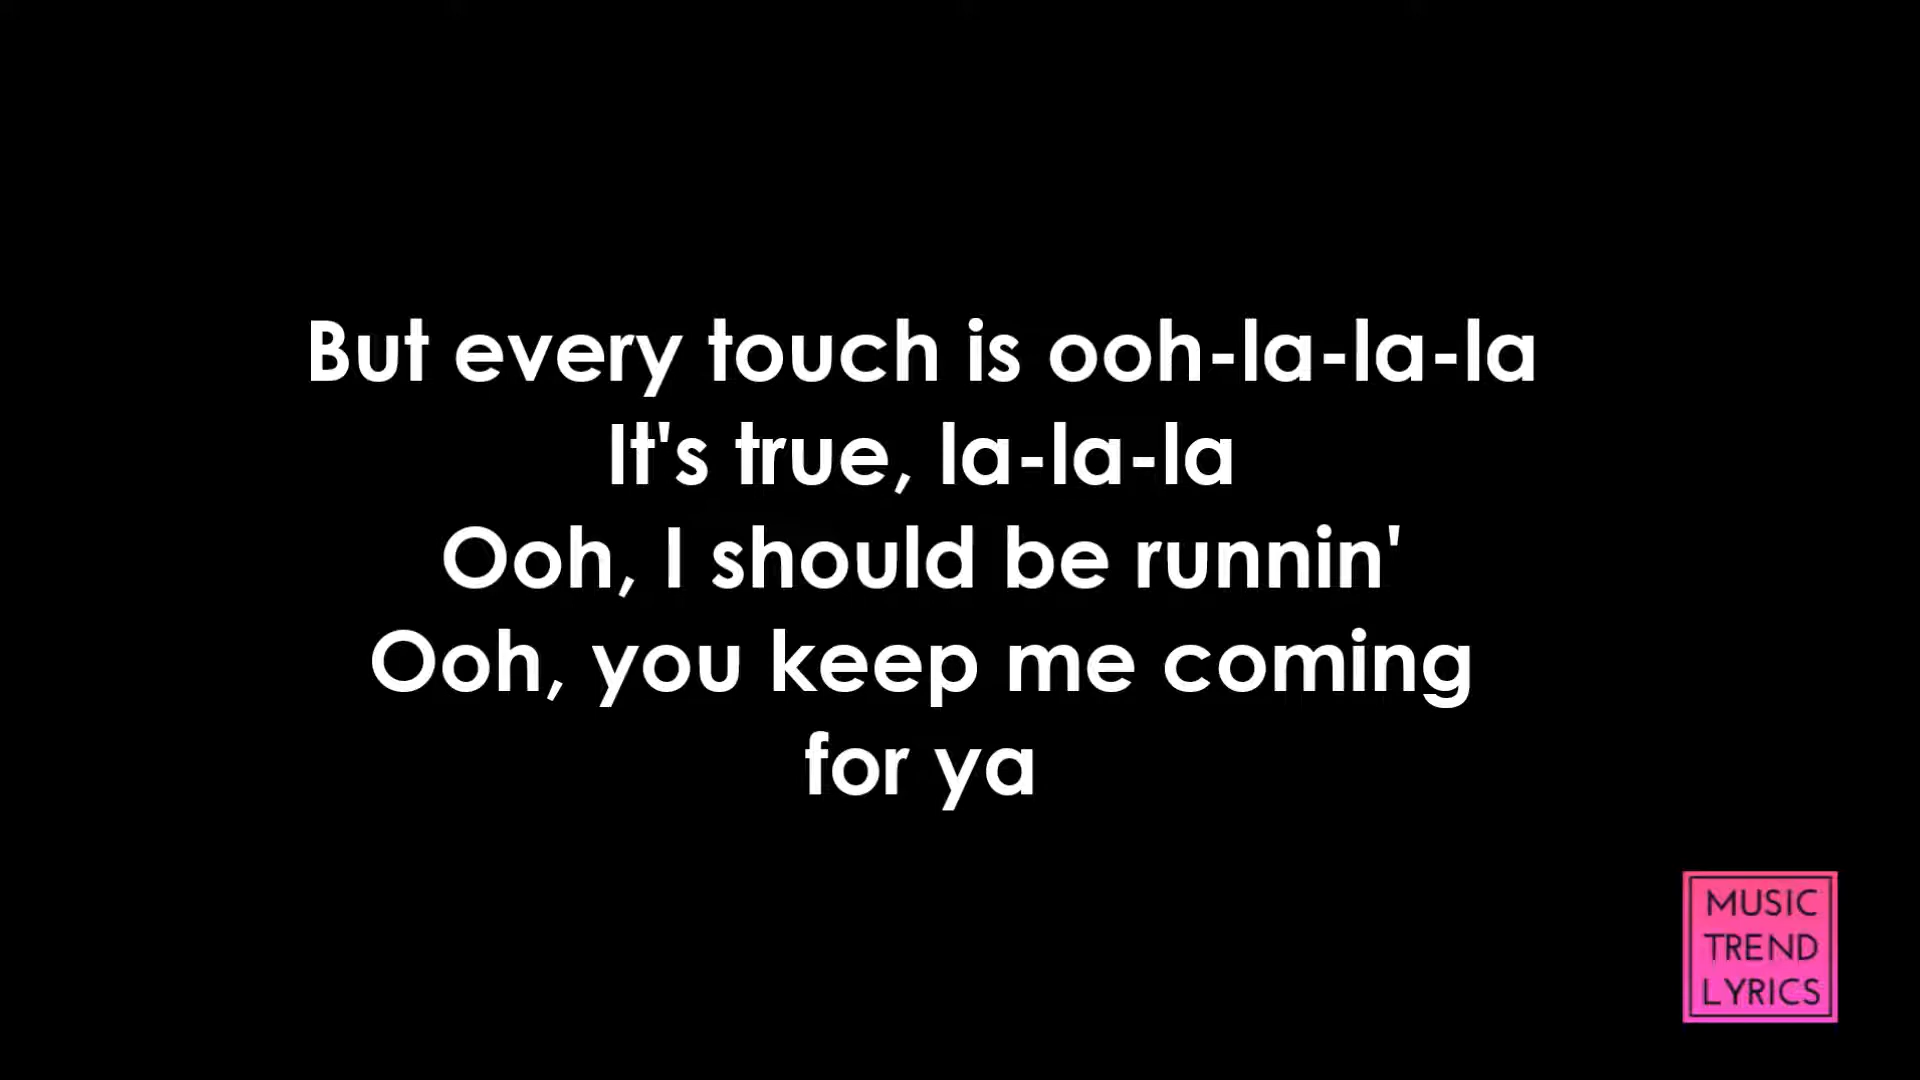 But every touch is ooh-la-la-la
It's true, la-la-la
Ooh, I should be runnin'
Ooh, you keep me coming
for ya
MUSIC
TREND
LYRICS